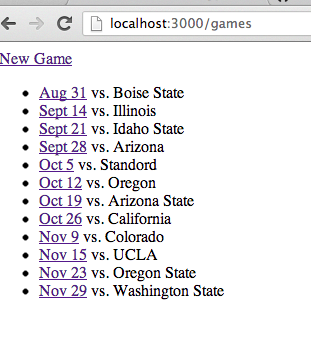 localhost:3000/games
New Game
Aug 31 vs. Boise State
Sept 14 vs. Illinois
Sept 21 vs. Idaho State
Sept 28 vs. Arizona
Oct 5 vs. Standord
Oct 12 vs. Oregon
Oct 19 vs. Arizona State
Oct 26 vs. California
Nov 9 vs. Colorado
Nov 15 vs. UCLA
Nov 23 vs. Oregon State
Nov 29 vs. Washington State